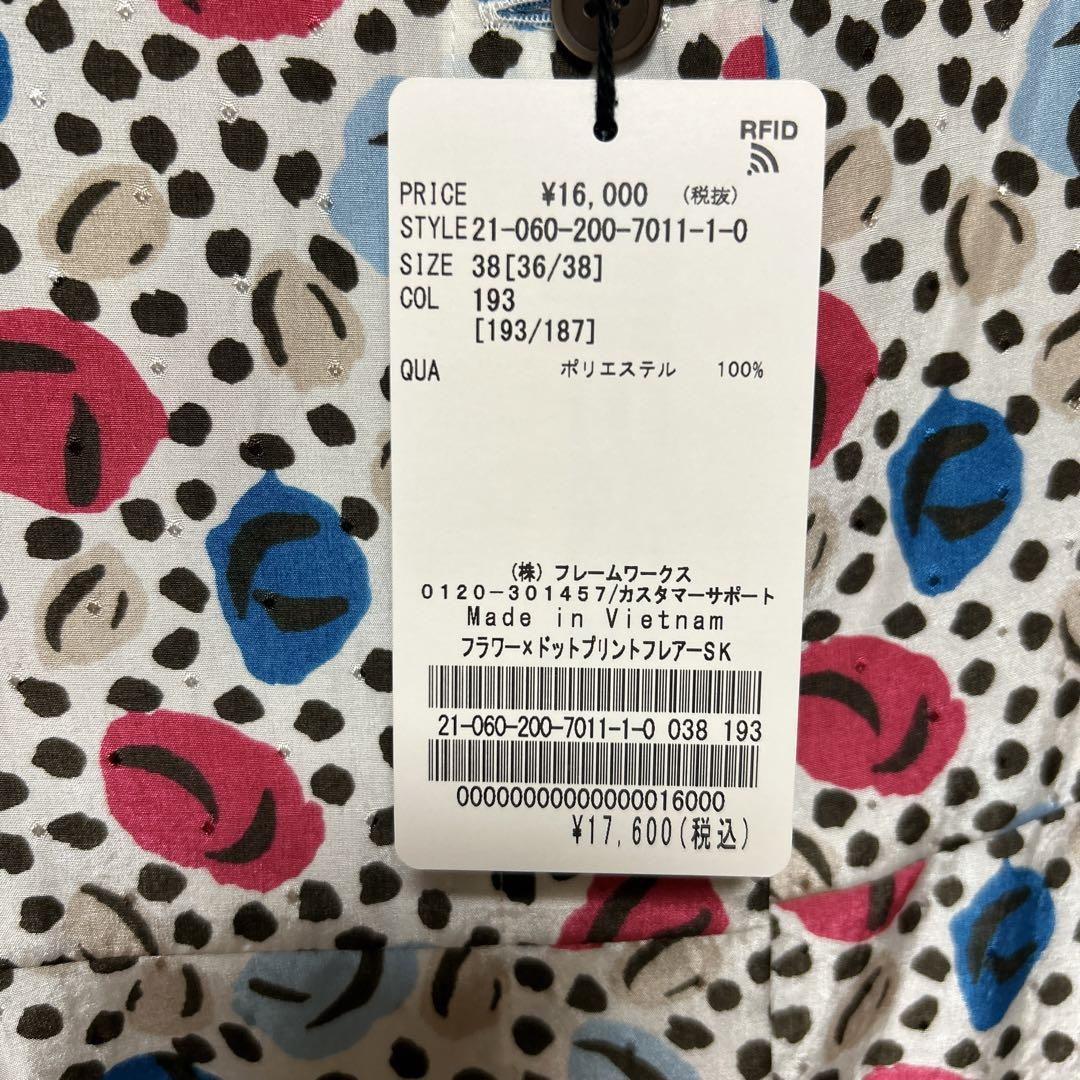 RFID
PRICE ¥16,000 (税抜)
STYLE 21-060-200-7011-1-0
SIZE 38[36/38]
COL 193
[193/187]
QUA ポリエステル 100%
(株) フレームワークス
0120-301457/カスタマーサポート
Made in Vietnam
フラワー×ドットプリントフレアーSK
21-060-200-7011-1-0 038 193
00000000000000016000
¥17,600(税込)